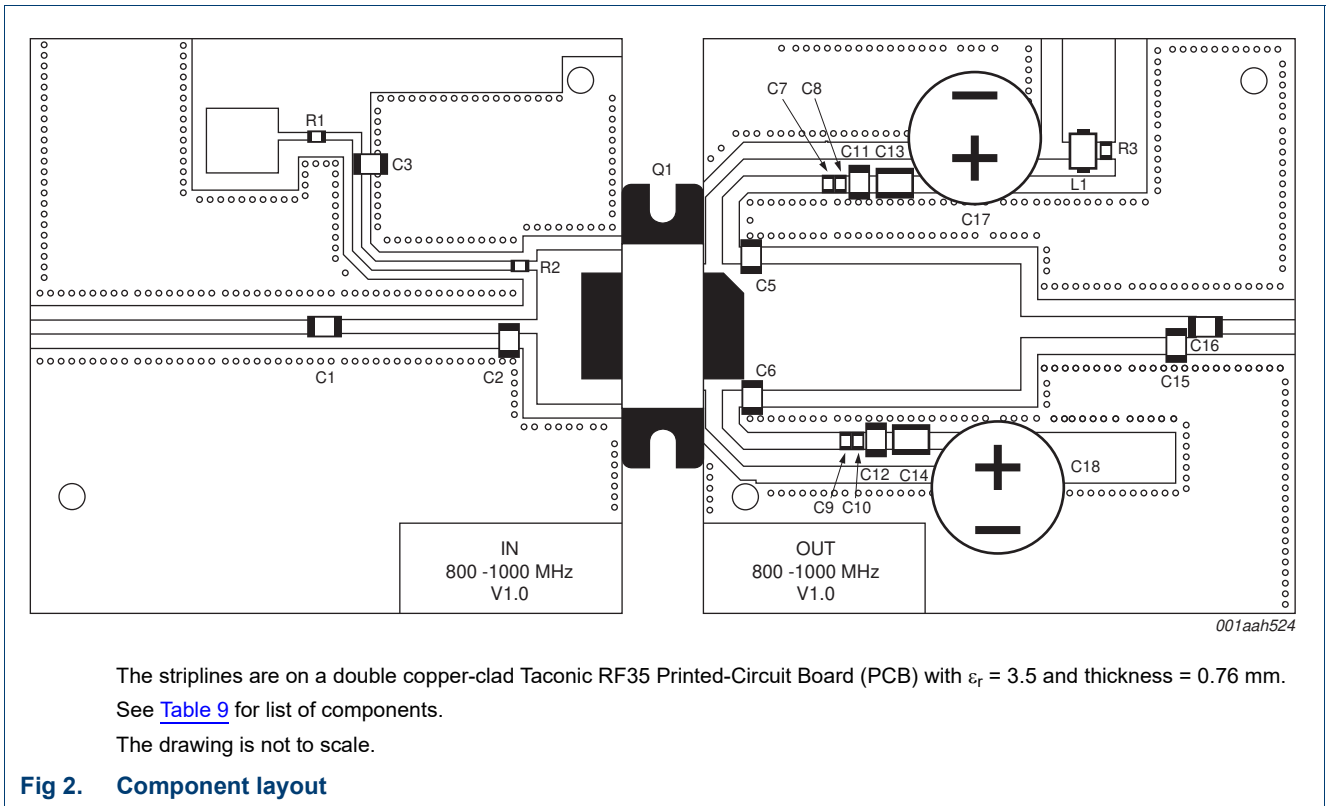 C7 C8
R1
C3
Q1
C11 C13
R3
L1
C17
R2
C5
C1
C2
C6
C16
C15
C12 C14
C18
C9 C10
IN
800 -1000 MHz
V1.0
OUT
800 -1000 MHz
V1.0
001aah524
The striplines are on a double copper-clad Taconic RF35 Printed-Circuit Board (PCB) with εr = 3.5 and thickness = 0.76 mm.
See Table 9 for list of components.
The drawing is not to scale.
Fig 2. Component layout